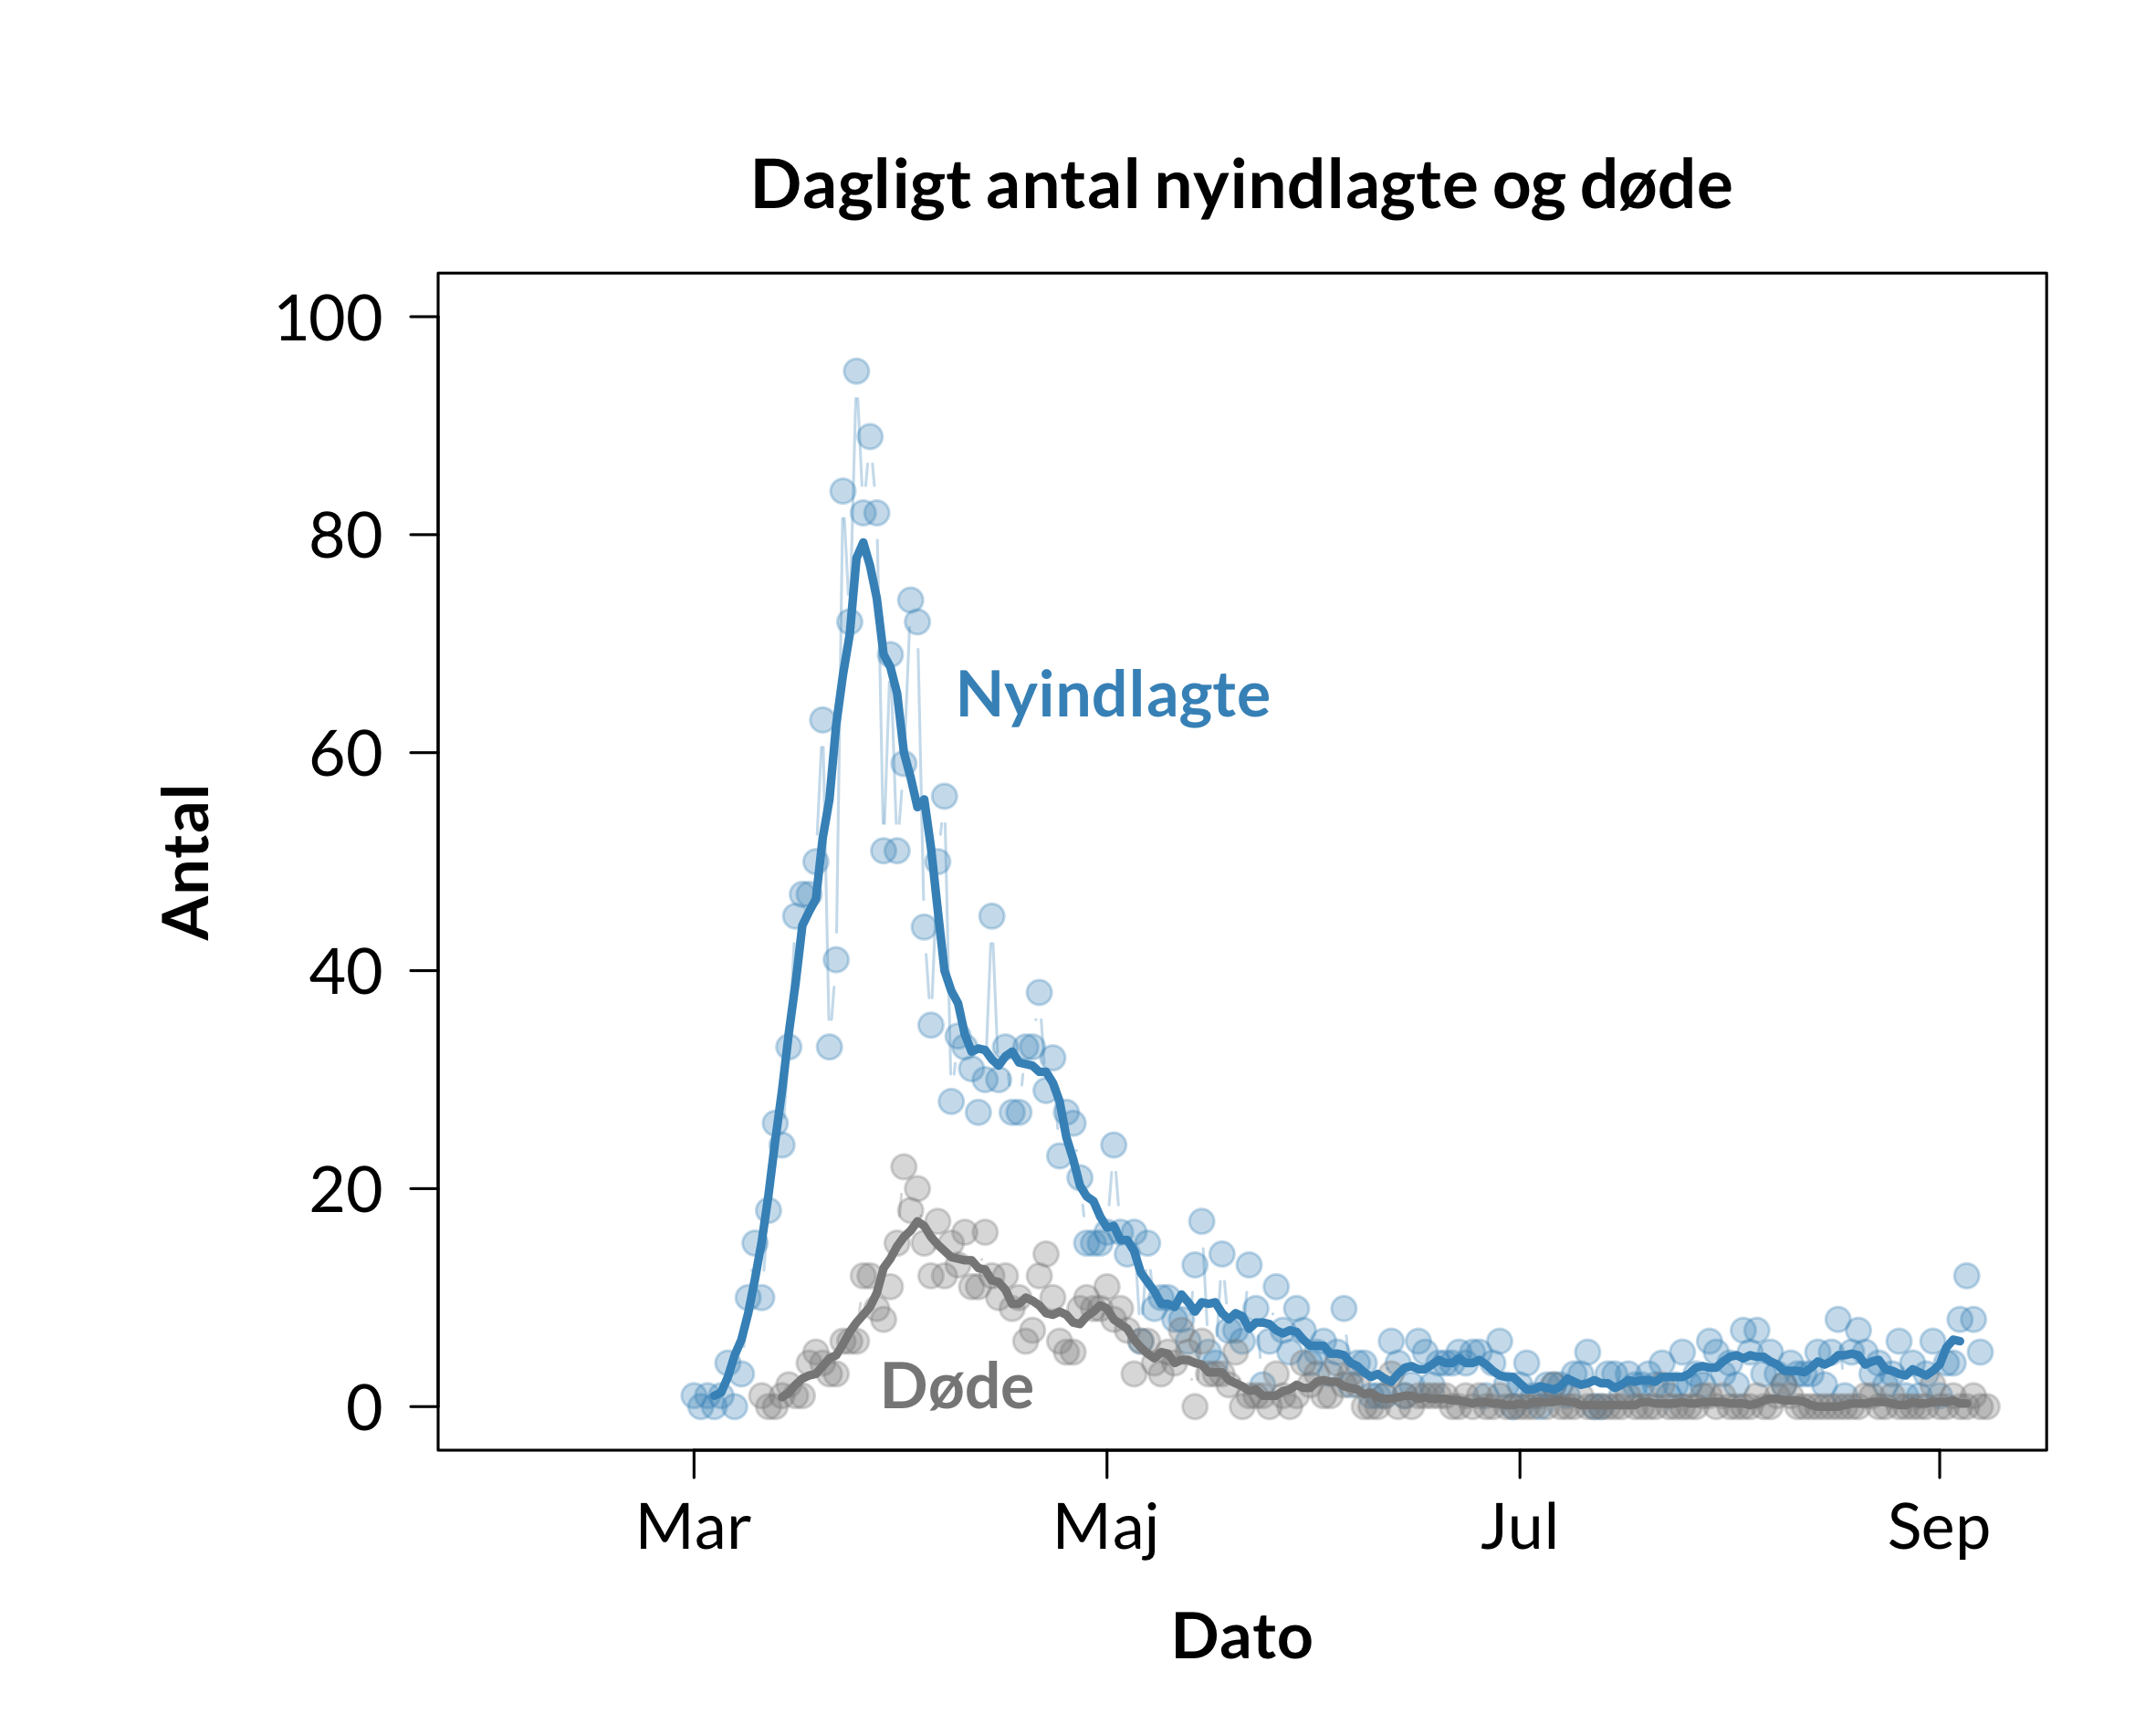 Dagligt antal nyindlagte og døde
100
80
60
40
20
0
Antal
Nyindlagte
Døde
Mar Maj Jul Sep
Dato